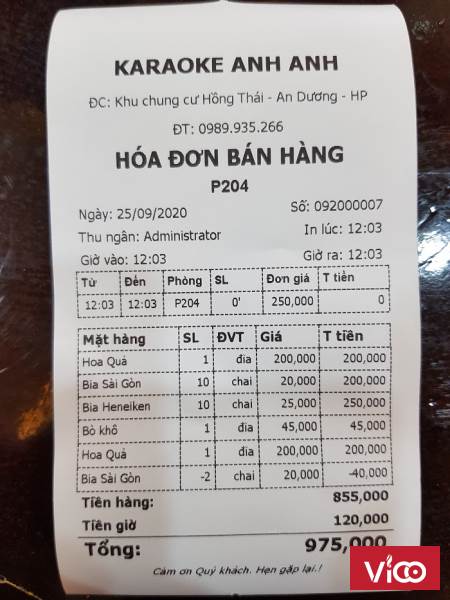 KARAOKE ANH ANH
ĐC: Khu chung cư Hồng Thái - An Dương - HP
ĐT: 0989.935.266
HÓA ĐƠN BÁN HÀNG
P204
Ngày: 25/09/2020 Số: 092000007
Thu ngân: Administrator In lúc: 12:03
Giờ vào: 12:03 Giờ ra: 12:03
Từ Đến Phòng SL Đơn giá T tiền
12:03 12:03 P204 0' 250,000 0
Mặt hàng SL ĐVT Giá T tiền
Hoa Quả 1 đĩa 200,000 200,000
Bia Sài Gòn 10 chai 20,000 200,000
Bia Heneiken 10 chai 25,000 250,000
Bò khô 1 đĩa 45,000 45,000
Hoa Quả 1 đĩa 200,000 200,000
Bia Sài Gòn -2 chai 20,000 -40,000
Tiền hàng: 855,000
Tiền giờ 120,000
Tổng: 975,000
Cảm ơn Quý khách. Hẹn gặp lại.!
Vioo